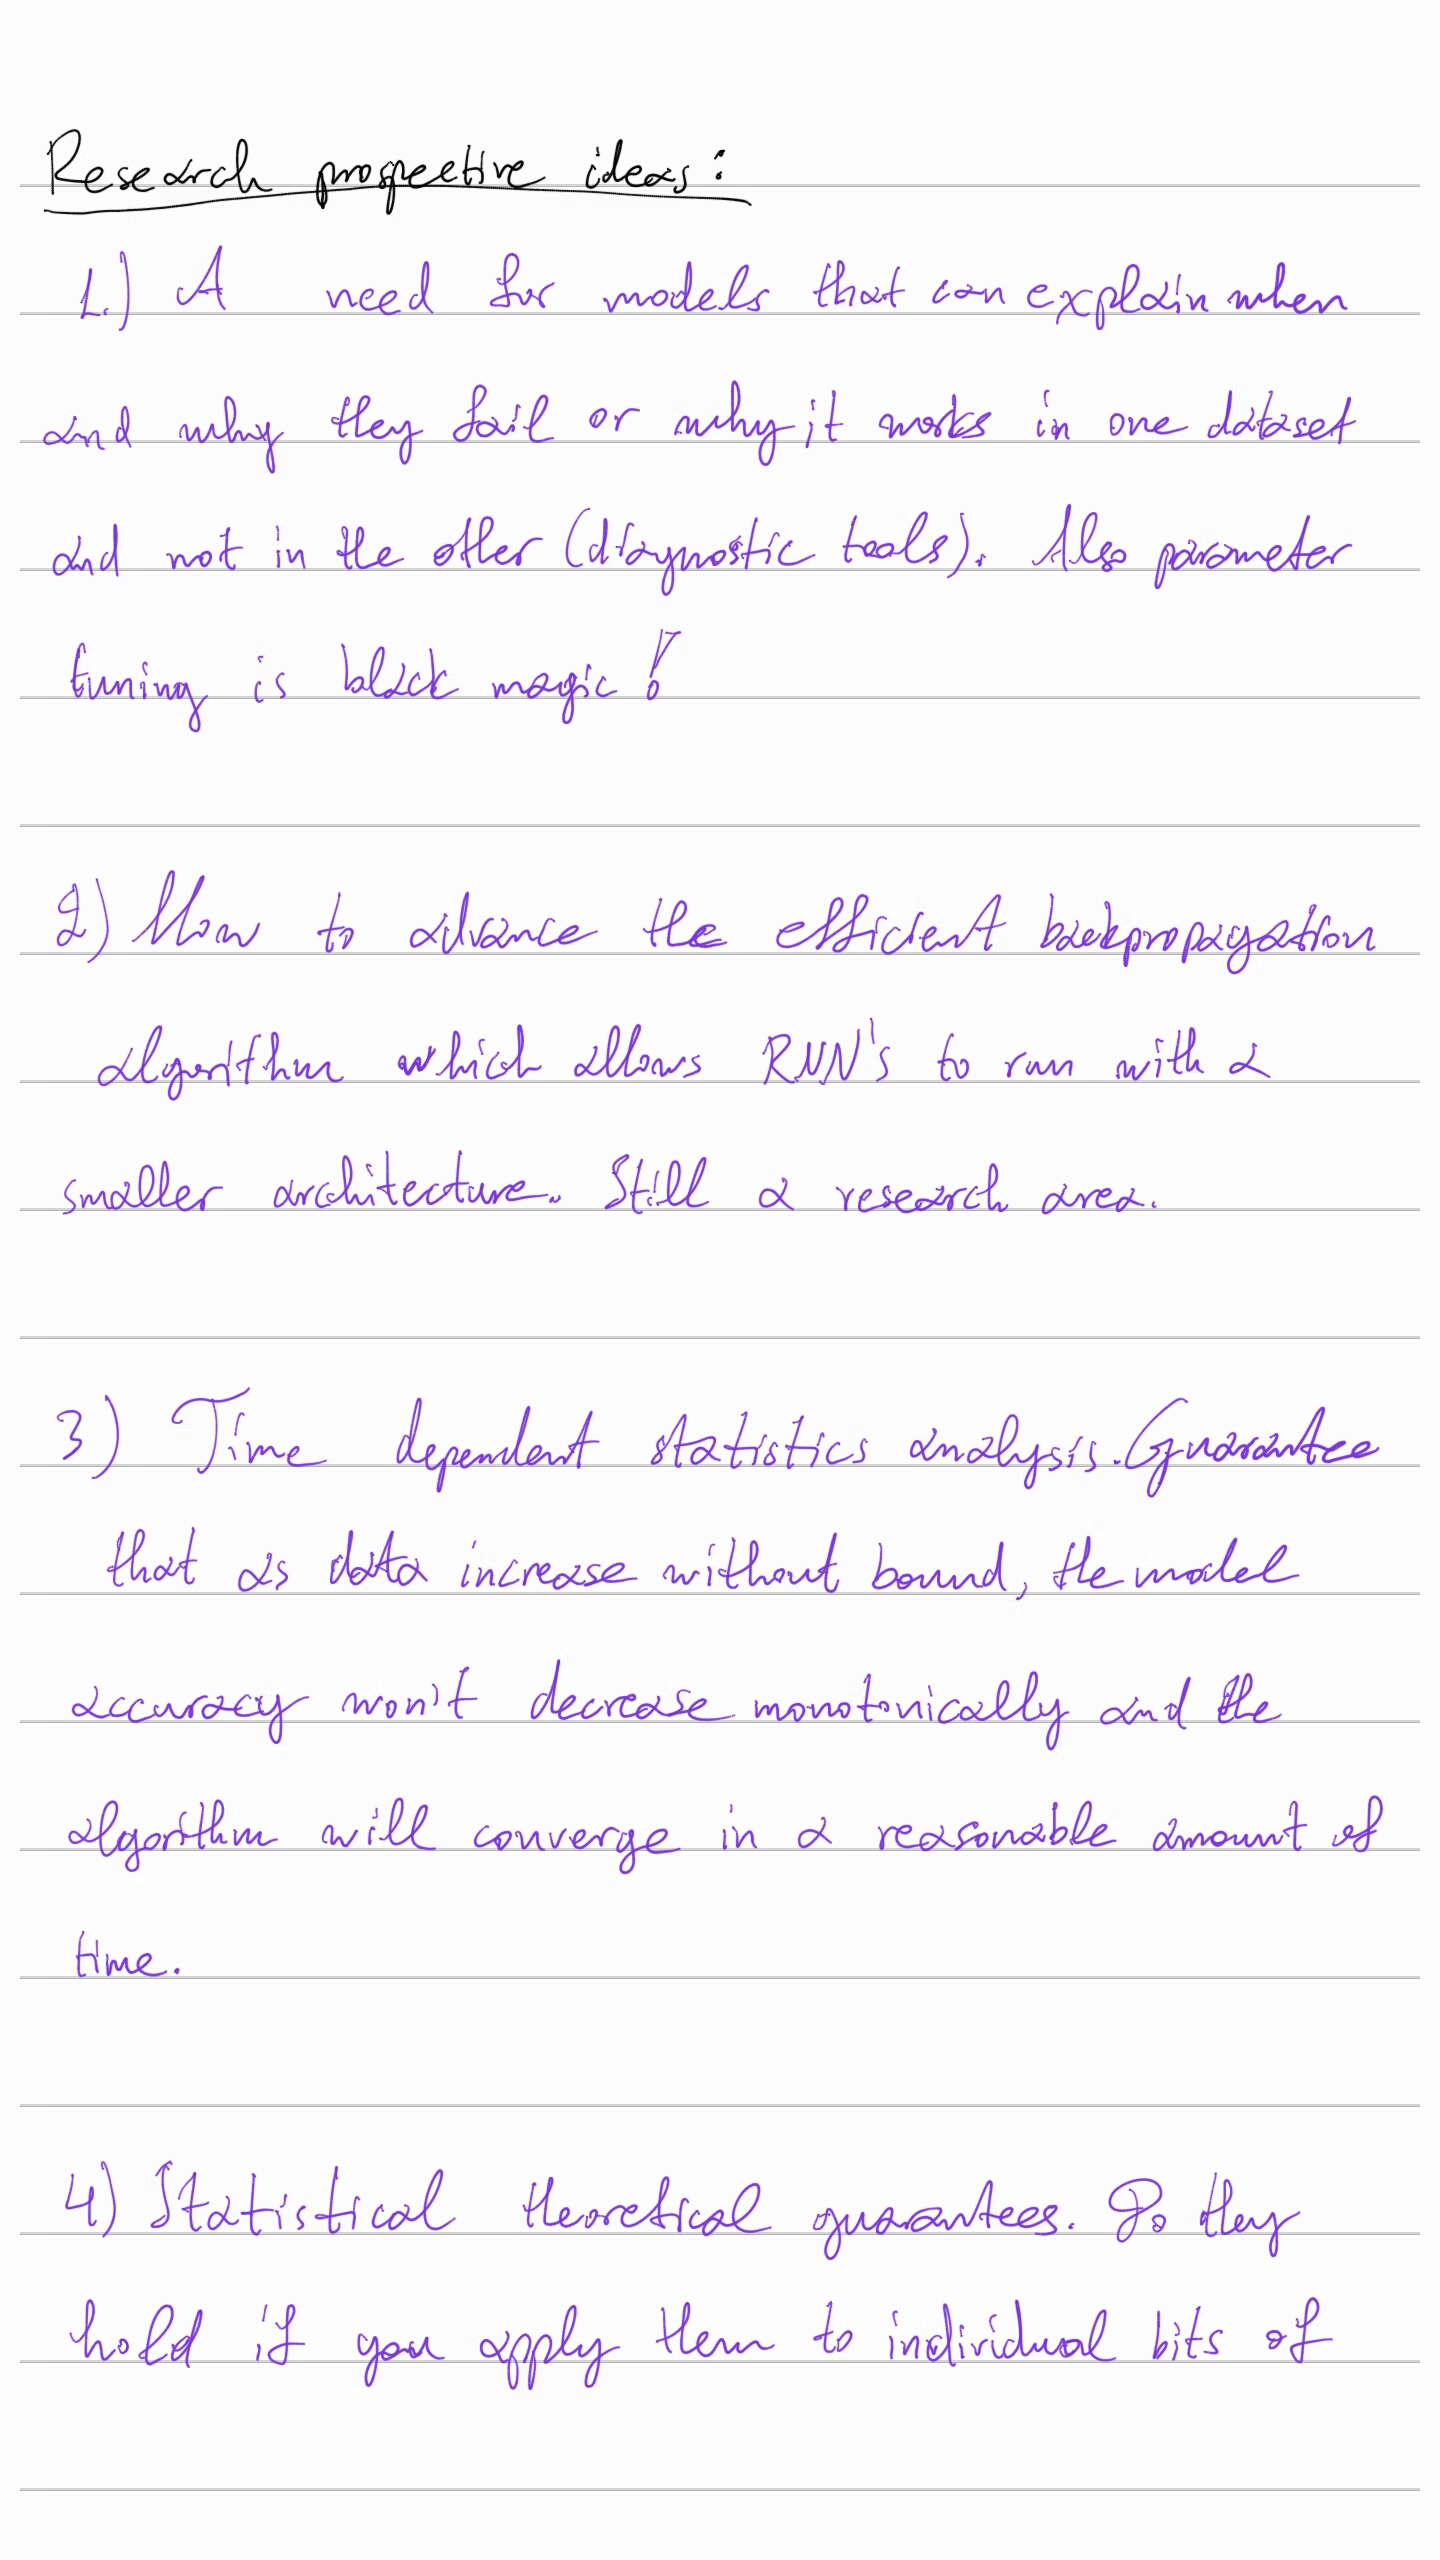 Research prospective ideas:
1.) A need for models that can explain when
and why they fail or why it works in one dataset
and not in the other (diagnostic tools). Also parameter
tuning is black magic!
2) How to advance the efficient backpropagation
algorithm which allows RNN's to run with a
smaller architecture. Still a research area.
3) Time dependent statistics analysis. Guarantee
that as data increase without bound, the model
accuracy won't decrease monotonically and the
algorithm will converge in a reasonable amount of
time.
4) Statistical theoretical guarantees. Do they
hold if you apply them to individual bits of